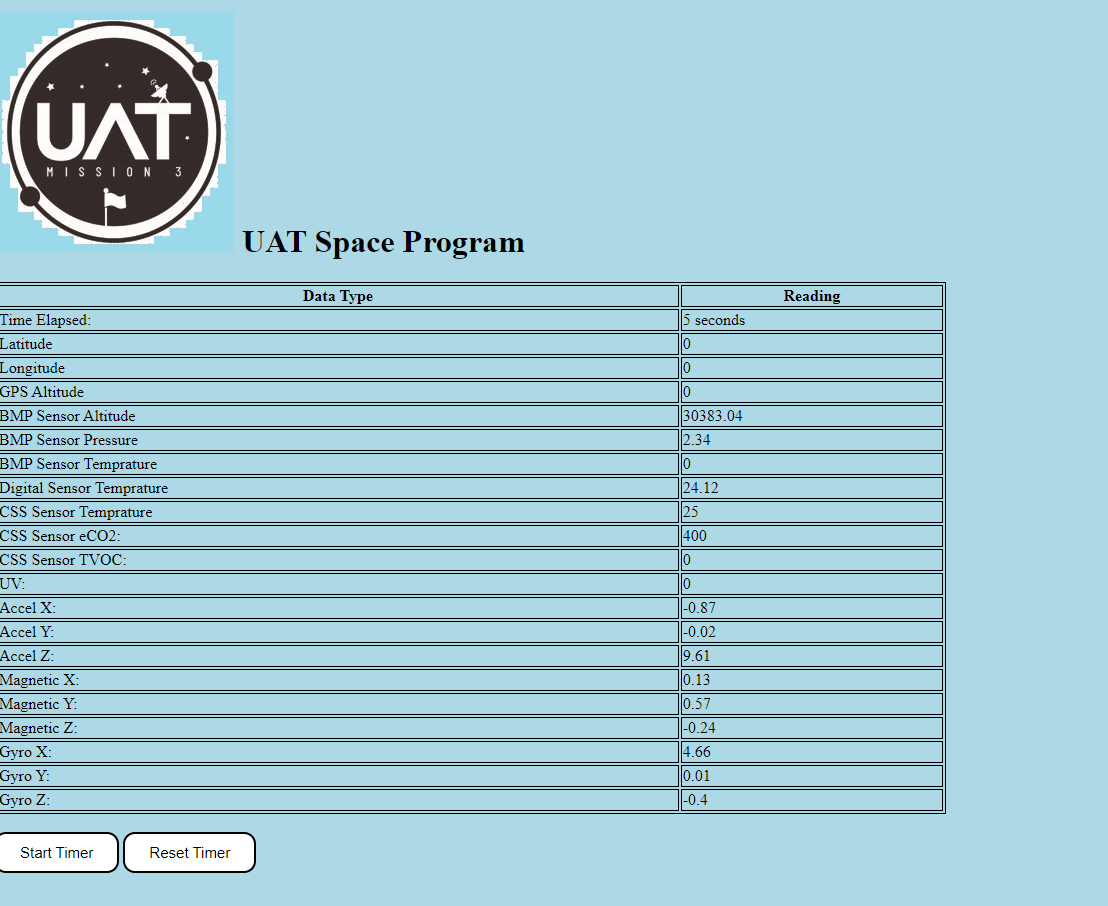 UAT
MISSION 3
UAT Space Program
Data Type Reading
Time Elapsed: 5 seconds
Latitude 0
Longitude 0
GPS Altitude 0
BMP Sensor Altitude 30383.04
BMP Sensor Pressure 2.34
BMP Sensor Temprature 0
Digital Sensor Temprature 24.12
CSS Sensor Temprature 25
CSS Sensor eCO2: 400
CSS Sensor TVOC: 0
UV: 0
Accel X: -0.87
Accel Y: -0.02
Accel Z: 9.61
Magnetic X: 0.13
Magnetic Y: 0.57
Magnetic Z: -0.24
Gyro X: 4.66
Gyro Y: 0.01
Gyro Z: -0.4
Start Timer Reset Timer